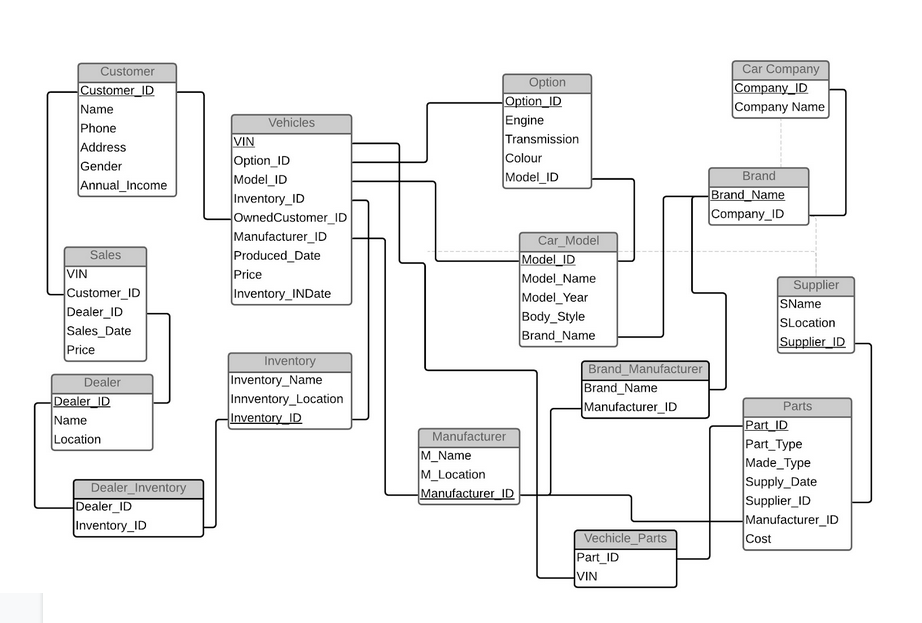 Customer
Customer_ID
Name
Phone
Address
Gender
Annual_Income
Vehicles
VIN
Option_ID
Model_ID
Inventory_ID
OwnedCustomer_ID
Manufacturer_ID
Produced_Date
Price
Inventory_INDate
Option
Option_ID
Engine
Transmission
Colour
Model_ID
Car Company
Company_ID
Company Name
Brand
Brand_Name
Company_ID
Car_Model
Model_ID
Model_Name
Model_Year
Body_Style
Brand_Name
Sales
VIN
Customer_ID
Dealer_ID
Sales_Date
Price
Supplier
SName
SLocation
Supplier_ID
Inventory
Inventory_Name
Innventory_Location
Inventory_ID
Brand_Manufacturer
Brand_Name
Manufacturer_ID
Dealer
Dealer_ID
Name
Location
Parts
Part_ID
Part_Type
Made_Type
Supply_Date
Supplier_ID
Manufacturer_ID
Cost
Manufacturer
M_Name
M_Location
Manufacturer_ID
Dealer_Inventory
Dealer_ID
Inventory_ID
Vechicle_Parts
Part_ID
VIN